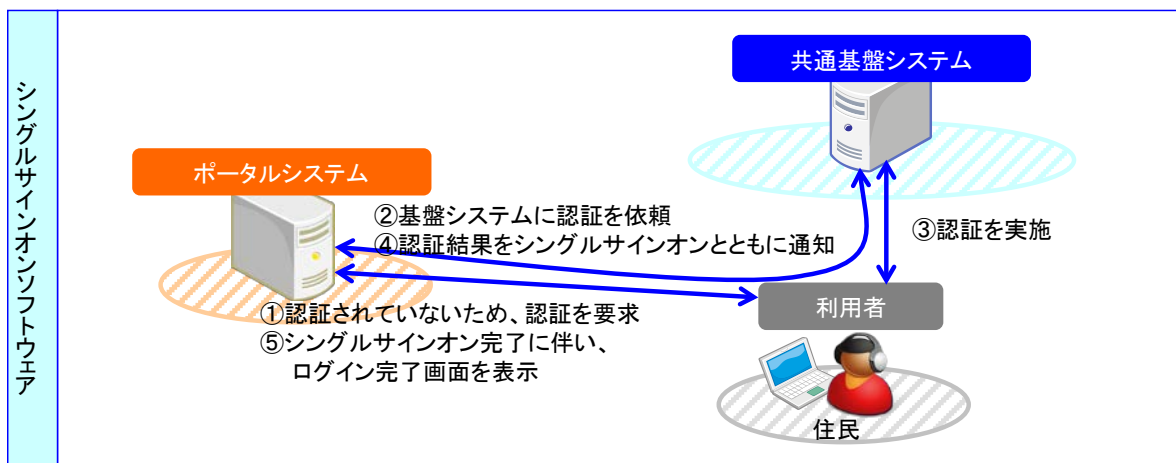 シングルサインオンソフトウェア
共通基盤システム
ポータルシステム
②基盤システムに認証を依頼
④認証結果をシングルサインオンとともに通知
③認証を実施
①認証されていないため、認証を要求
⑤シングルサインオン完了に伴い、
ログイン完了画面を表示
利用者
住民